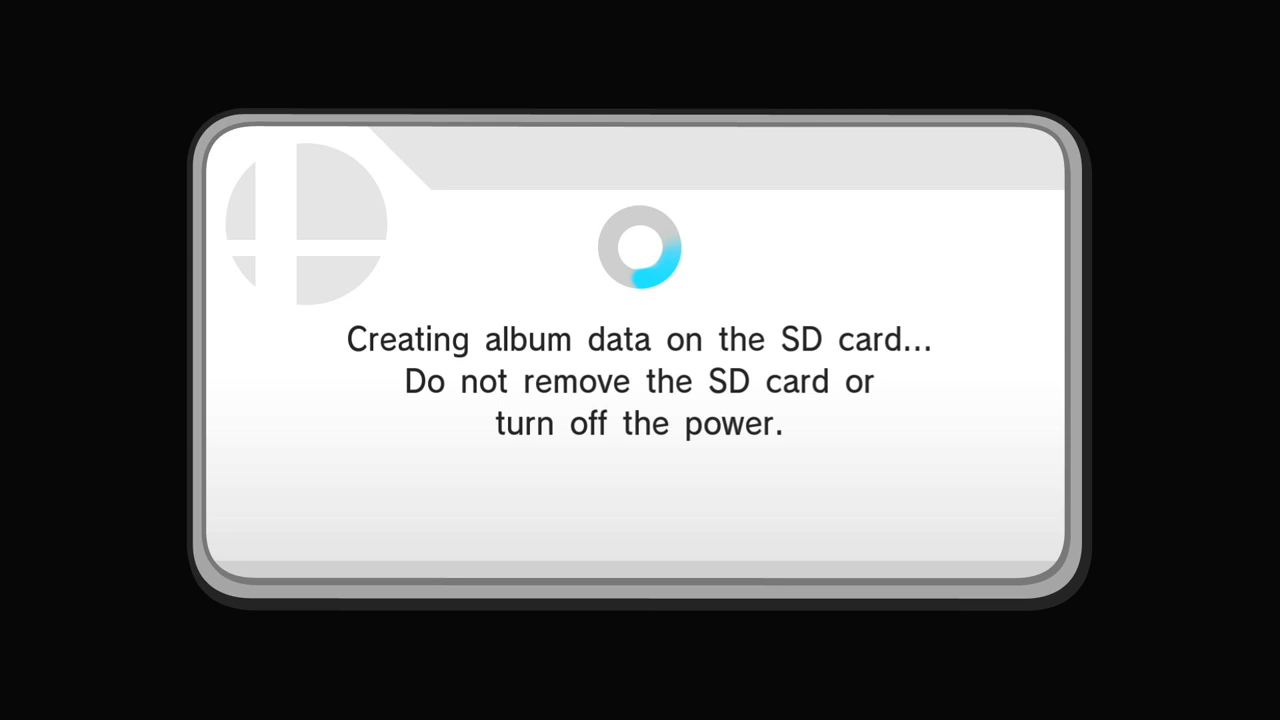 Creating album data on the SD card...
Do not remove the SD card or
turn off the power.